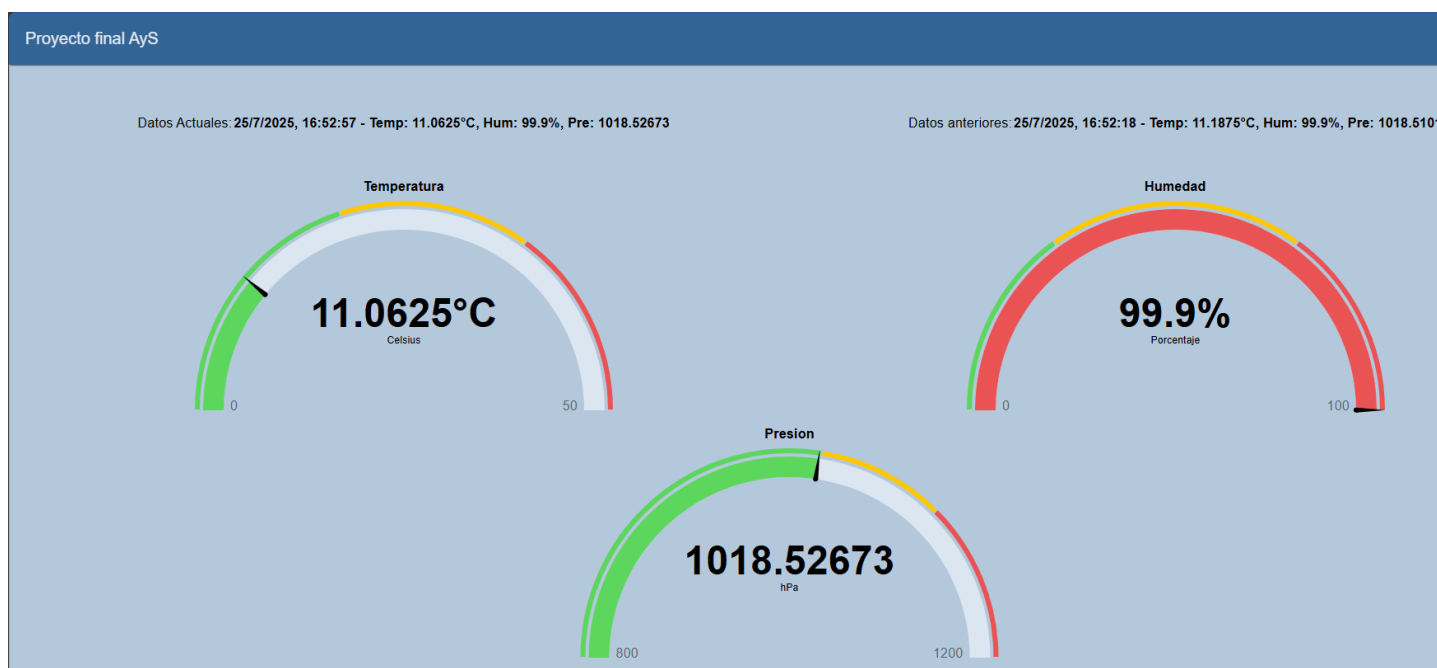 Proyecto final AyS
Datos Actuales: 25/7/2025, 16:52:57 - Temp: 11.0625°C, Hum: 99.9%, Pre: 1018.52673
Datos anteriores: 25/7/2025, 16:52:18 - Temp: 11.1875°C, Hum: 99.9%, Pre: 1018.5101
Temperatura
11.0625°C
Celsius
0
50
Humedad
99.9%
Porcentaje
0
100
Presion
1018.52673
hPa
800
1200